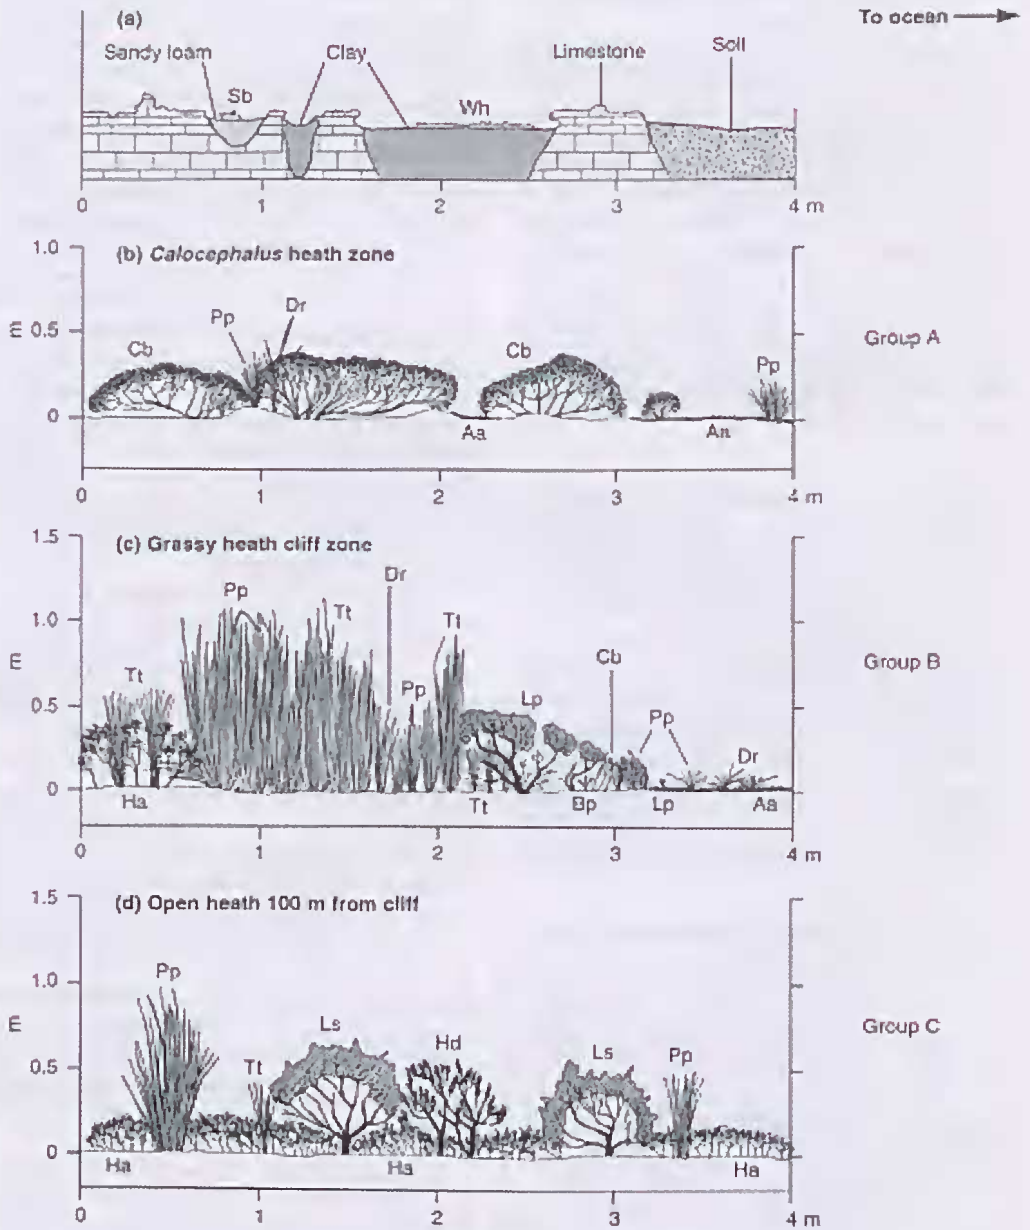 (a)
To ocean
Sandy loam
Clay
Limestone
Soil
Sb
Wh
0 1 2 3 4 m
(b) Calocephalus heath zone
1.0
0.5
0
m
Cb
Pp
Dr
Cb
Pp
Aa
Aa
Group A
0 1 2 3 4 m
(c) Grassy heath cliff zone
1.5
1.0
0.5
0
m
Tt
Pp
Tt
Dr
Pp
Tt
Lp
Cb
Pp
Dr
Ha
Tt
Bp
Lp
Aa
Group B
0 1 2 3 4 m
(d) Open heath 100 m from cliff
1.5
1.0
0.5
0
m
Pp
Tt
Ls
Hd
Ls
Pp
Ha
Ha
Ha
Group C
0 1 2 3 4 m